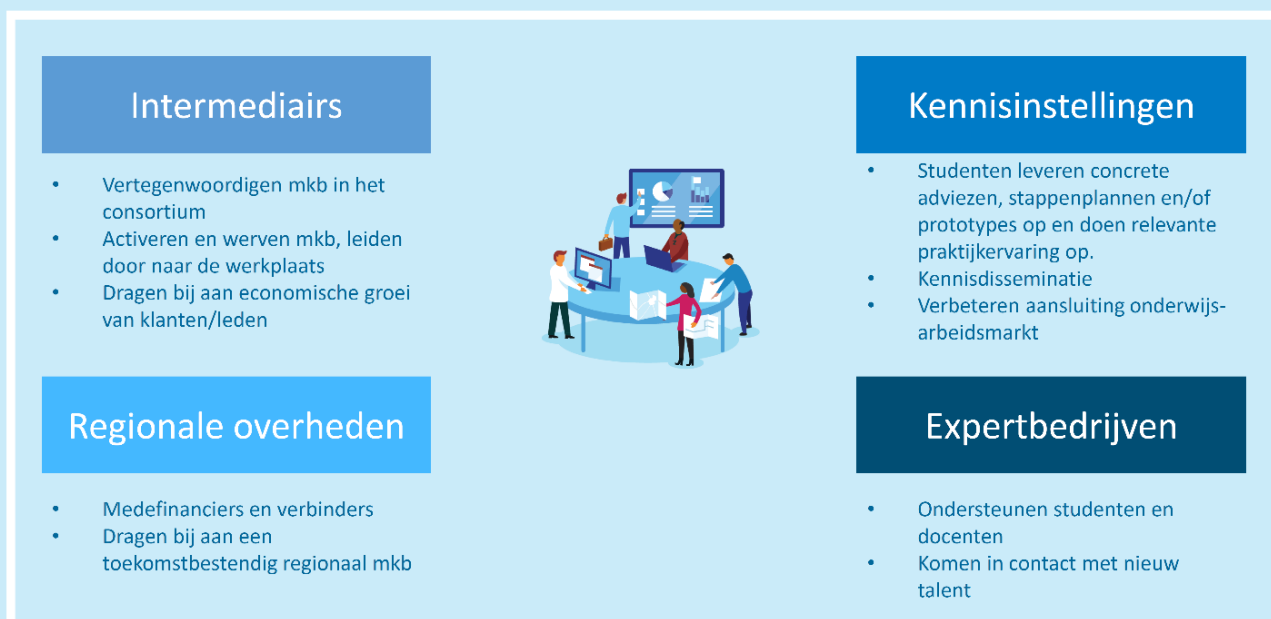 Intermediairs
• Vertegenwoordigen mkb in het
consortium
• Activeren en werven mkb, leiden
door naar de werkplaats
• Dragen bij aan economische groei
van klanten/leden
Kennisinstellingen
• Studenten leveren concrete
adviezen, stappenplannen en/of
prototypes op en doen relevante
praktijkervaring op.
• Kennisdisseminatie
• Verbeteren aansluiting onderwijs-
arbeidsmarkt
Regionale overheden
• Medefinanciers en verbinders
• Dragen bij aan een
toekomstbestendig regionaal mkb
Expertbedrijven
• Ondersteunen studenten en
docenten
• Komen in contact met nieuw
talent